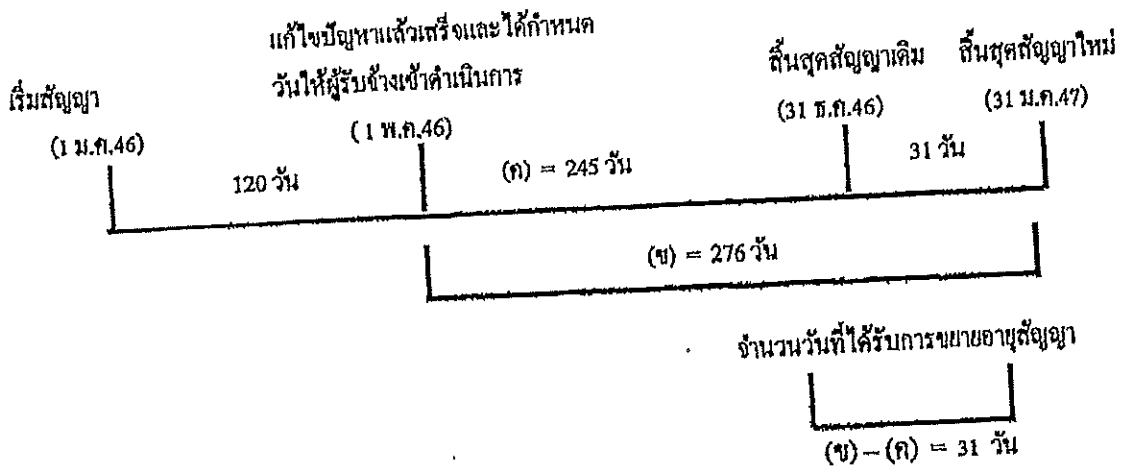 แก้ไขปัญหาแล้วเสร็จและได้กำหนด
วันให้ผู้รับจ้างเข้าดำเนินการ
เริ่มสัญญา
(1 ม.ค.46)
(1 พ.ค.46)
สิ้นสุดสัญญาเดิม
(31 ธ.ค.46)
สิ้นสุดสัญญาใหม่
(31 ม.ค.47)
120 วัน
(ค) = 245 วัน
31 วัน
(ข) = 276 วัน
จำนวนวันที่ได้รับการขยายอายุสัญญา
(ข) – (ค) = 31 วัน